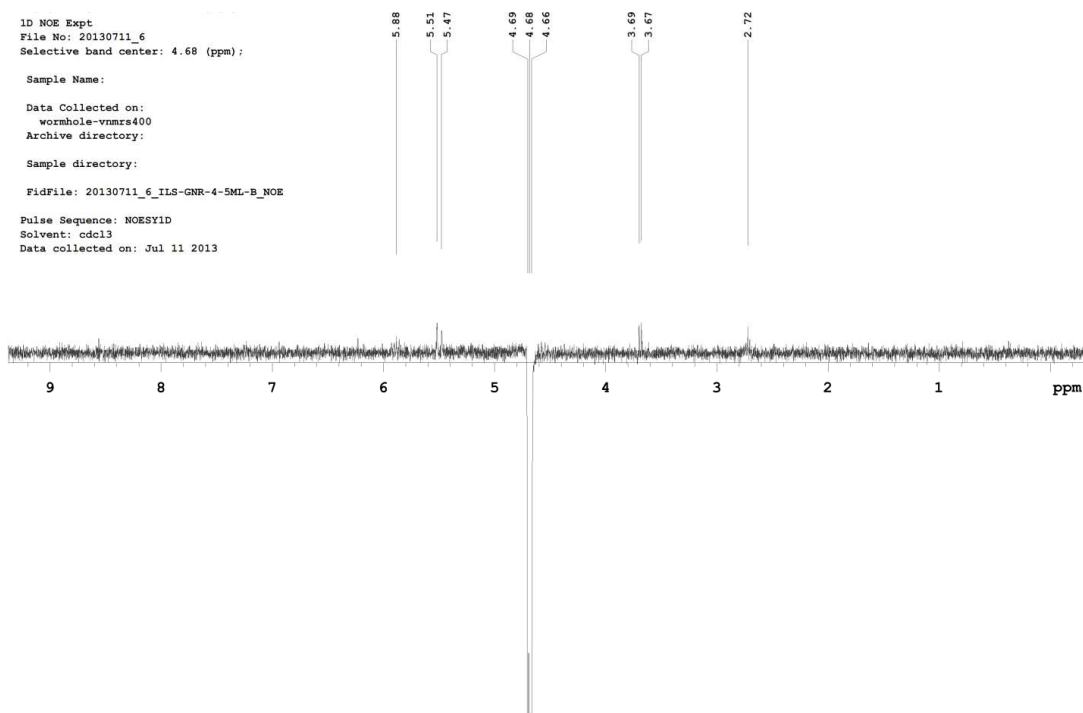 1D NOE Expt
File No: 20130711_6
Selective band center: 4.68 (ppm);
Sample Name:
Data Collected on:
wormhole-vnmrs400
Archive directory:
Sample directory:
FidFile: 20130711_6_ILS-GNR-4-5ML-B_NOE
Pulse Sequence: NOESY1D
Solvent: cdcl3
Data collected on: Jul 11 2013
5.88
5.51
5.47
4.69
4.68
4.66
3.69
3.67
2.72
9 8 7 6 5 4 3 2 1 ppm